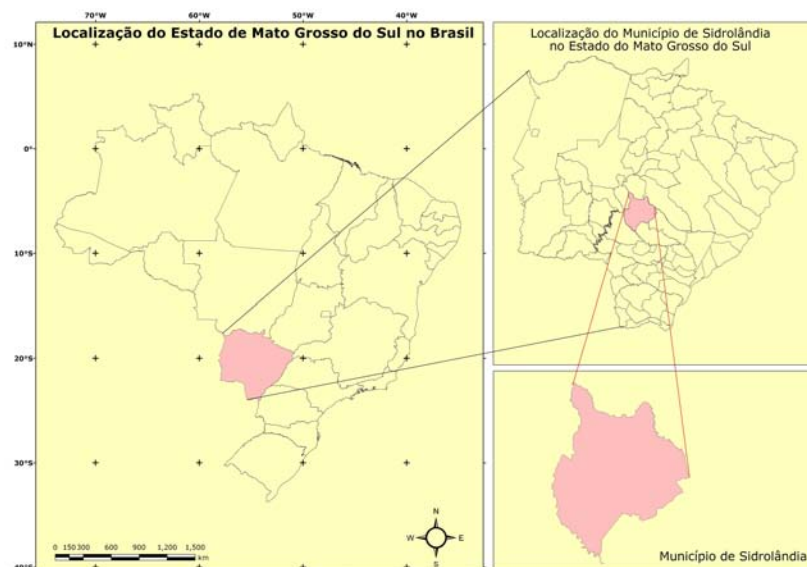 -70°W
-60°W
-50°W
-40°W
Localização do Estado de Mato Grosso do Sul no Brasil
10°N
0°
10°S
20°S
30°S
40°S
0 150 300 600 900 1,200 1,500
km
N
W
E
S
Localização do Município de Sidrolândia
no Estado do Mato Grosso do Sul
Município de Sidrolândia